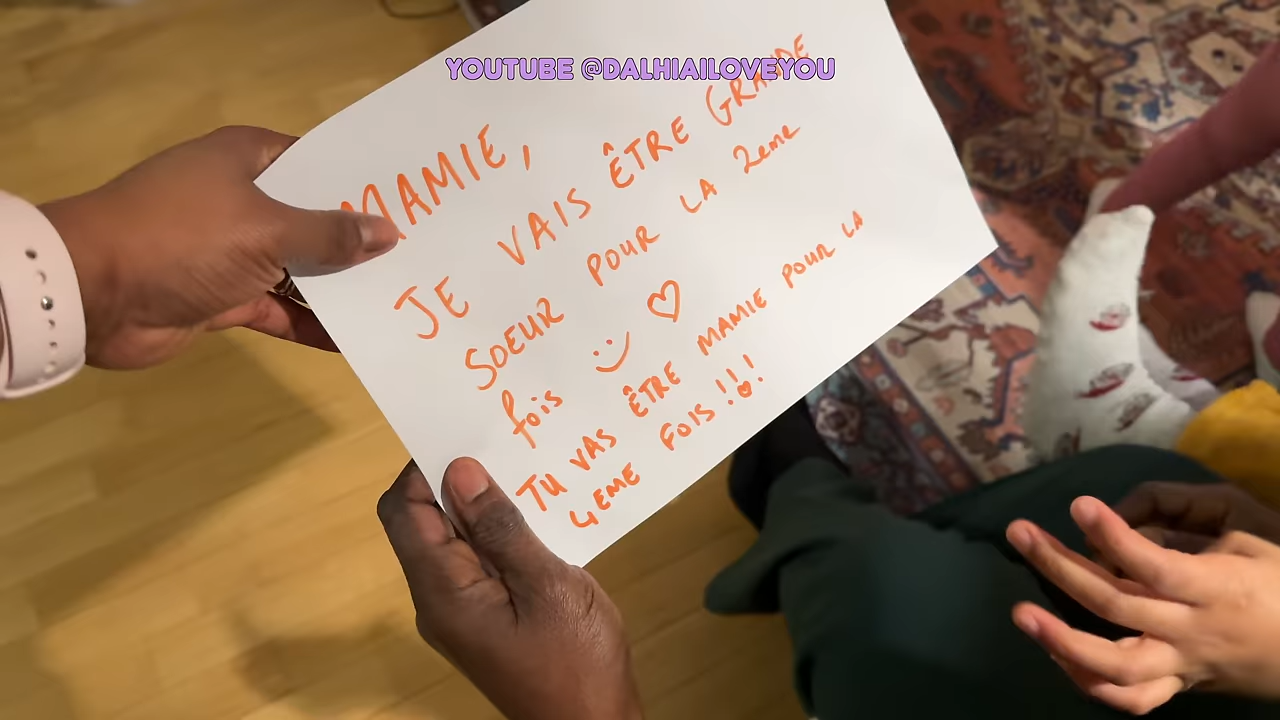 YOUTUBE @DALHIAILOVEYOU
MAMIE,
JE VAIS ÊTRE GRANDE
SOEUR POUR LA 2eme
fois :) ♡
TU VAS ÊTRE MAMIE POUR LA
4EME FOIS !!!